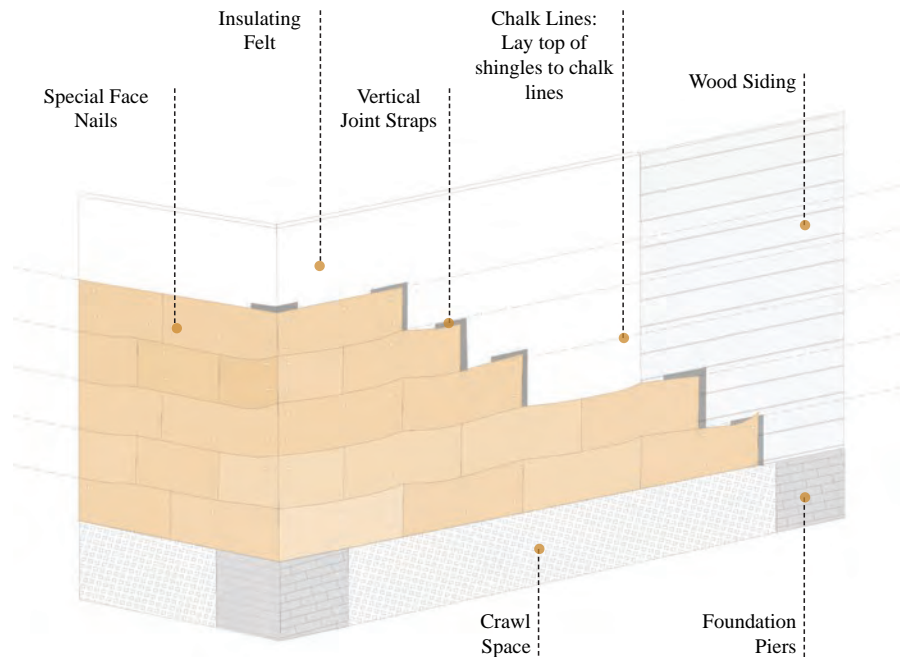 Insulating
Felt
Chalk Lines:
Lay top of
shingles to chalk
lines
Special Face
Nails
Vertical
Joint Straps
Wood Siding
Crawl
Space
Foundation
Piers